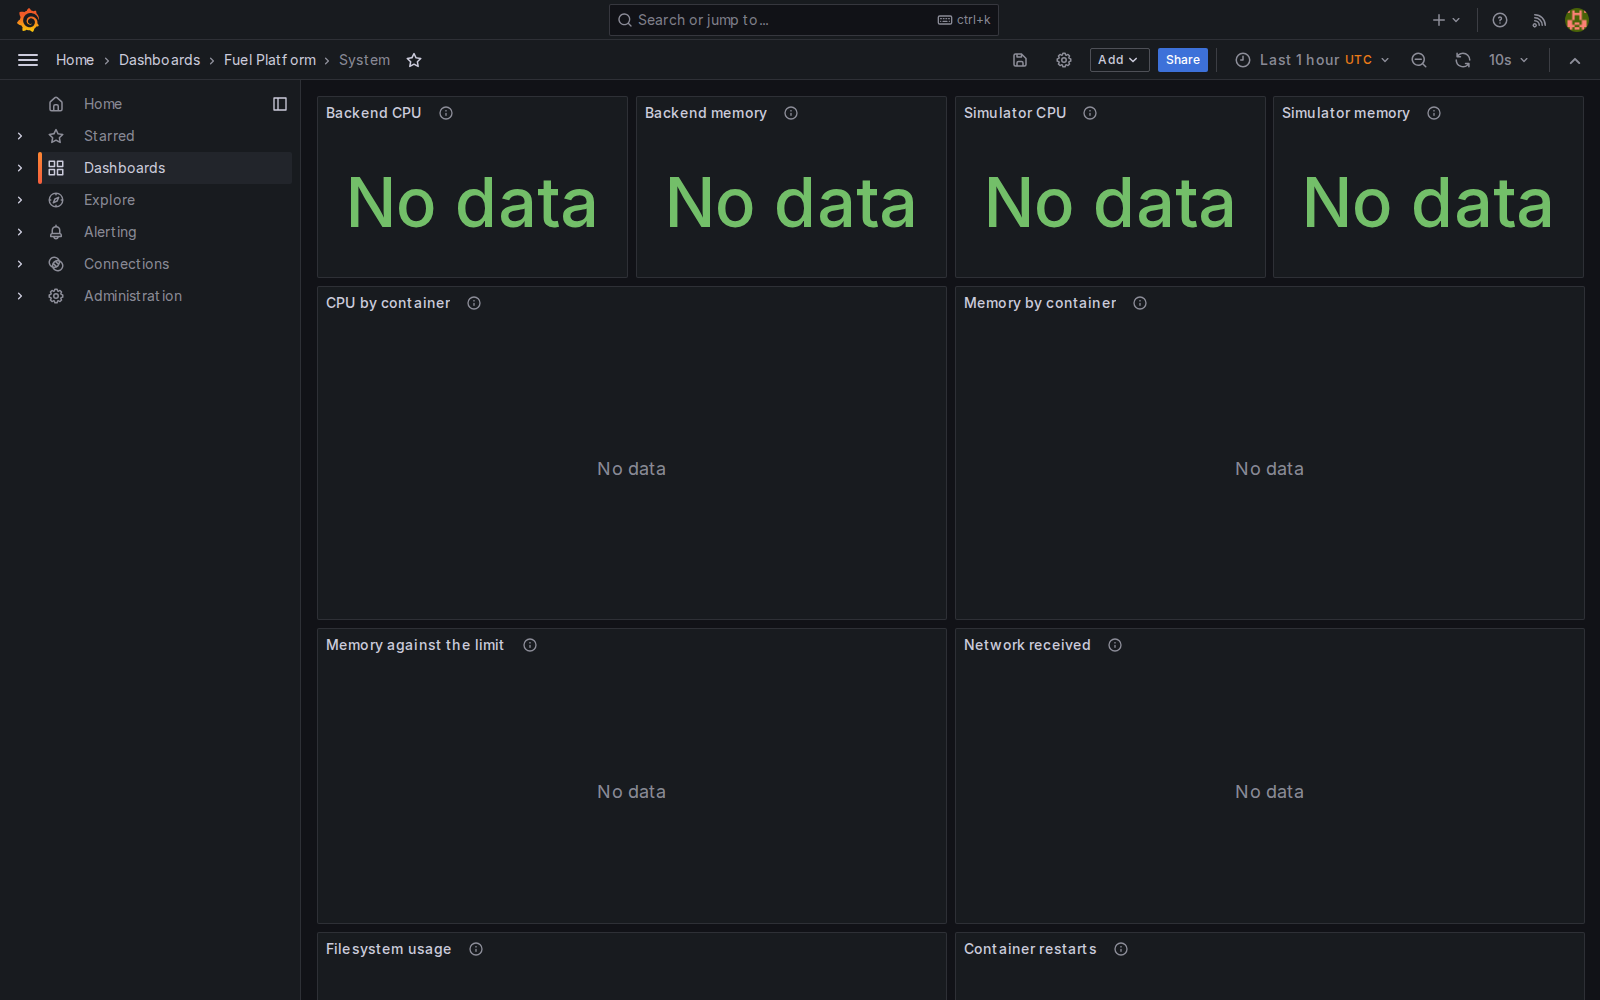 Search or jump to...
ctrl+k
Home
Dashboards
Fuel Platform
System
Add
Share
Last 1 hour UTC
10s
Home
Starred
Dashboards
Explore
Alerting
Connections
Administration
Backend CPU
No data
Backend memory
No data
Simulator CPU
No data
Simulator memory
No data
CPU by container
No data
Memory by container
No data
Memory against the limit
No data
Network received
No data
Filesystem usage
Container restarts